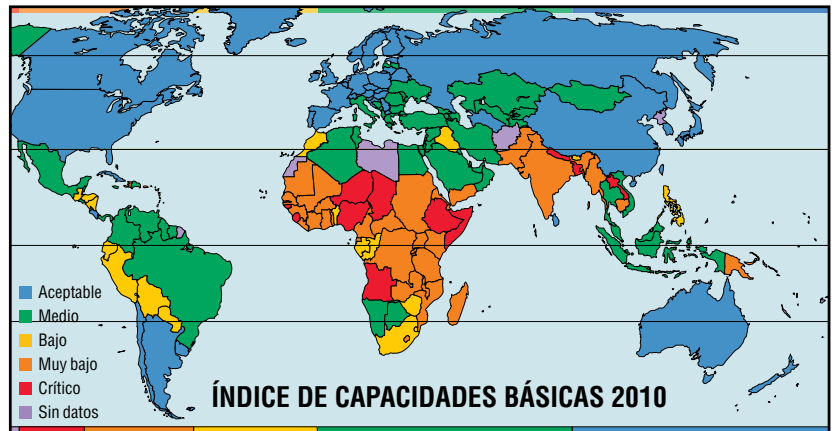 Aceptable
Medio
Bajo
Muy bajo
Crítico
Sin datos
ÍNDICE DE CAPACIDADES BÁSICAS 2010